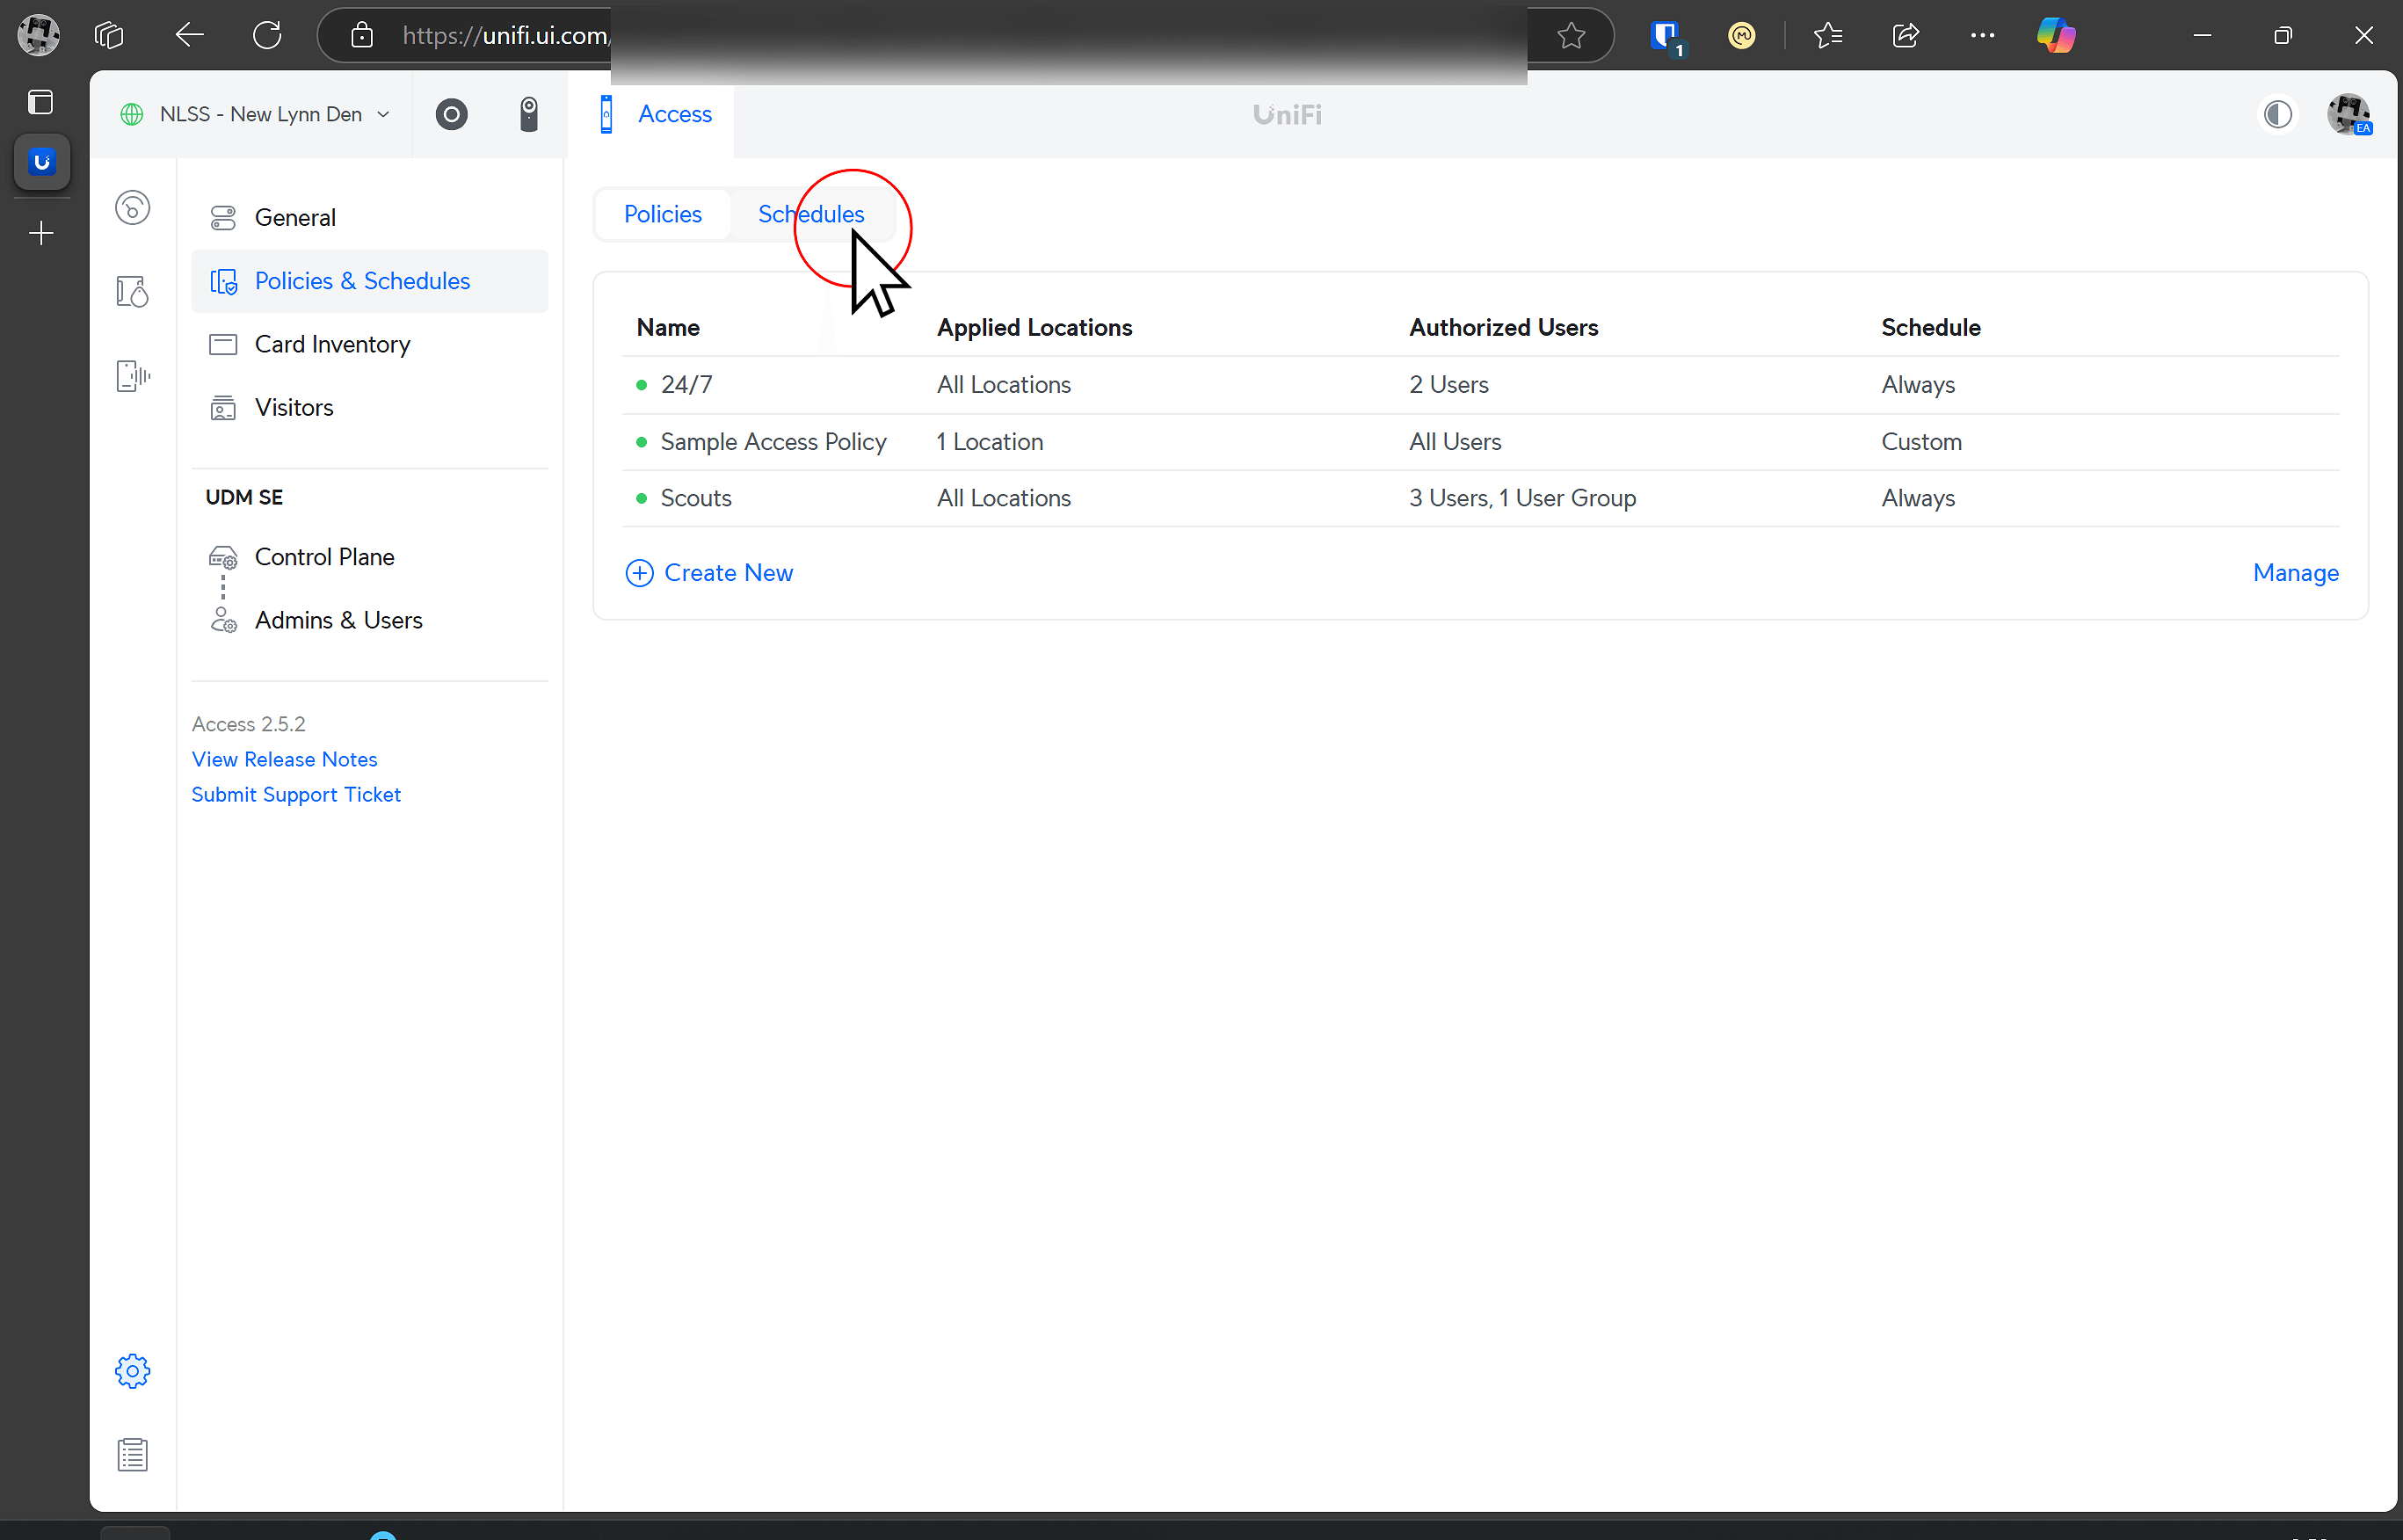 https://unifi.ui.com/
1
NLSS - New Lynn Den
Access
UniFi
EA
General
Policies & Schedules
Card Inventory
Visitors
UDM SE
Control Plane
Admins & Users
Access 2.5.2
View Release Notes
Submit Support Ticket
Policies Schedules
Name Applied Locations Authorized Users Schedule
24/7 All Locations 2 Users Always
Sample Access Policy 1 Location All Users Custom
Scouts All Locations 3 Users, 1 User Group Always
Create New Manage